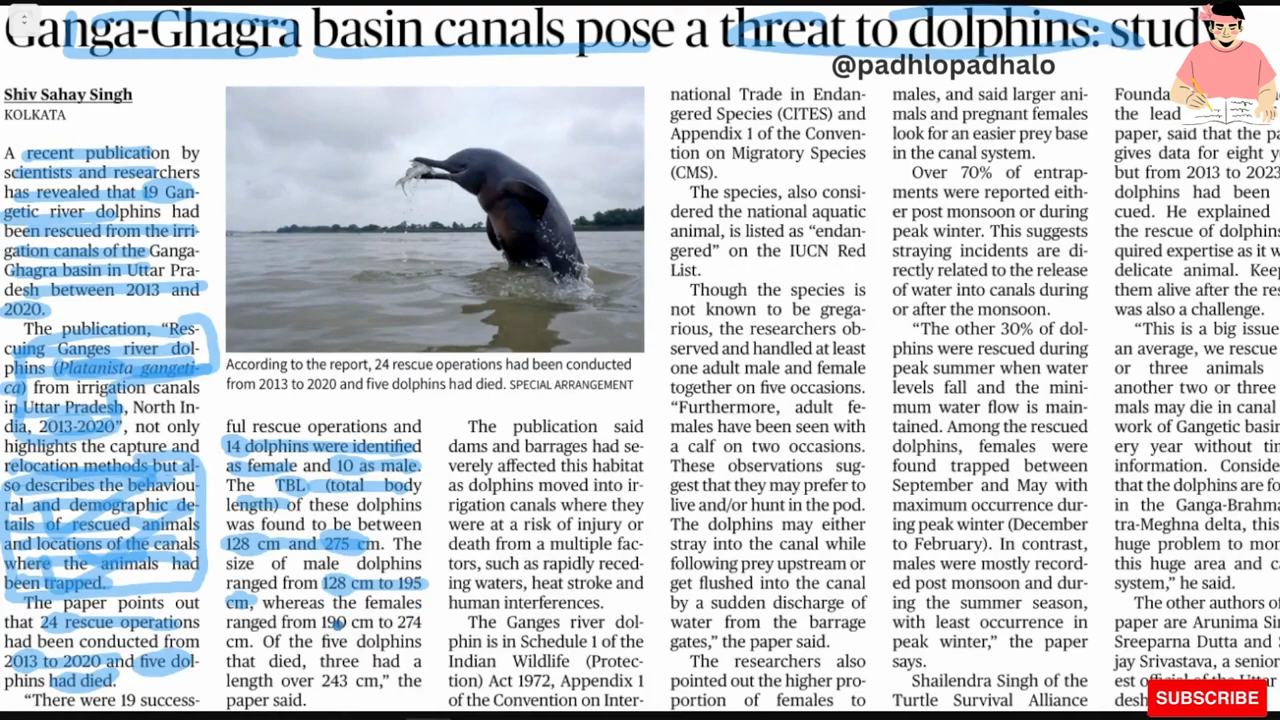 Ganga-Ghagra basin canals pose a threat to dolphins: study
@padhlopadhalo
Shiv Sahay Singh
KOLKATA
A recent publication by
scientists and researchers
has revealed that 19 Gan-
getic river dolphins had
been rescued from the irri-
gation canals of the Ganga-
Ghagra basin in Uttar Pra-
desh between 2013 and
2020.
The publication, “Res-
cuing Ganges river dol-
phins (Platanista gangeti-
ca) from irrigation canals
in Uttar Pradesh, North In-
dia, 2013-2020”, not only
highlights the capture and
relocation methods but al-
so describes the behaviou-
ral and demographic de-
tails of rescued animals
and locations of the canals
where the animals had
been trapped.
The paper points out
that 24 rescue operations
had been conducted from
2013 to 2020 and five dol-
phins had died.
“There were 19 success-
According to the report, 24 rescue operations had been conducted
from 2013 to 2020 and five dolphins had died. SPECIAL ARRANGEMENT
ful rescue operations and
14 dolphins were identified
as female and 10 as male.
The TBL (total body
length) of these dolphins
was found to be between
128 cm and 275 cm. The
size of male dolphins
ranged from 128 cm to 195
cm, whereas the females
ranged from 190 cm to 274
cm. Of the five dolphins
that died, three had a
length over 243 cm,” the
paper said.
The publication said
dams and barrages had se-
verely affected this habitat
as dolphins moved into ir-
rigation canals where they
were at a risk of injury or
death from a multiple fac-
tors, such as rapidly reced-
ing waters, heat stroke and
human interferences.
The Ganges river dol-
phin is in Schedule 1 of the
Indian Wildlife (Protec-
tion) Act 1972, Appendix 1
of the Convention on Inter-
national Trade in Endan-
gered Species (CITES) and
Appendix 1 of the Conven-
tion on Migratory Species
(CMS).
The species, also consi-
dered the national aquatic
animal, is listed as “endan-
gered” on the IUCN Red
List.
Though the species is
not known to be grega-
rious, the researchers ob-
served and handled at least
one adult male and female
together on five occasions.
“Furthermore, adult fe-
males have been seen with
a calf on two occasions.
These observations sug-
gest that they may prefer to
live and/or hunt in the pod.
The dolphins may either
stray into the canal while
following prey upstream or
get flushed into the canal
by a sudden discharge of
water from the barrage
gates,” the paper said.
The researchers also
pointed out the higher pro-
portion of females to
males, and said larger ani-
mals and pregnant females
look for an easier prey base
in the canal system.
Over 70% of entrap-
ments were reported eith-
er post monsoon or during
peak winter. This suggests
straying incidents are di-
rectly related to the release
of water into canals during
or after the monsoon.
“The other 30% of dol-
phins were rescued during
peak summer when water
levels fall and the mini-
mum water flow is main-
tained. Among the rescued
dolphins, females were
found trapped between
September and May with
maximum occurrence dur-
ing peak winter (December
to February). In contrast,
males were mostly record-
ed post monsoon and dur-
ing the summer season,
with least occurrence in
peak winter,” the paper
says.
Shailendra Singh of the
Turtle Survival Alliance
Founda
the lead
paper, said that the pa
gives data for eight y
but from 2013 to 2023
dolphins had been
cued. He explained
the rescue of dolphins
quired expertise as it w
delicate animal. Keep
them alive after the res
was also a challenge.
“This is a big issue
an average, we rescue
or three animals
another two or three
mals may die in canal
work of Gangetic basin
ery year without tim
information. Conside
that the dolphins are fo
in the Ganga-Brahma
tra-Meghna delta, this
huge problem to mon
this huge area and ca
system,” he said.
The other authors of
paper are Arunima Sin
Sreeparna Dutta and
jay Srivastava, a senior
est official of the Uttar
desh
SUBSCRIBE